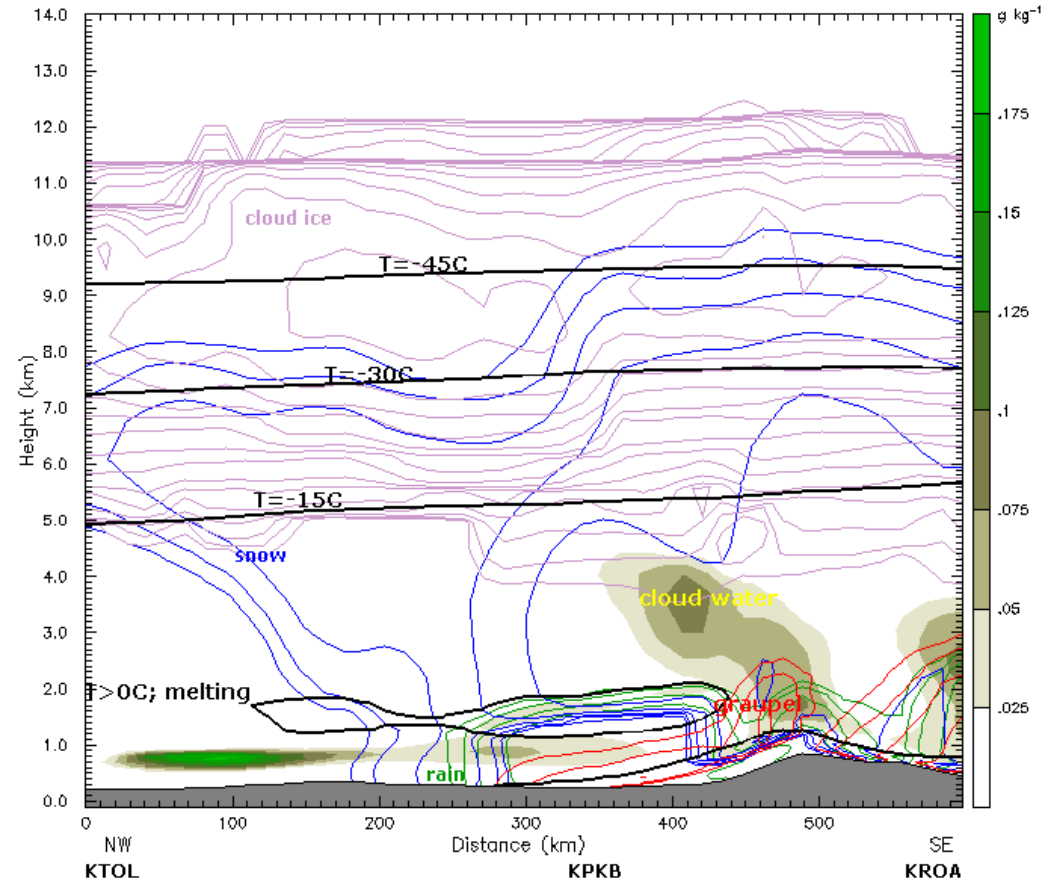 14.0
g kg⁻¹
13.0
.175
12.0
11.0
.15
cloud ice
10.0
T=-45C
9.0
.125
8.0
T=-30C
7.0
.1
Height (km)
6.0
T=-15C
5.0
.075
snow
4.0
cloud water
3.0
.05
2.0
T>0C; melting
graupel
.025
1.0
rain
0.0
0 100 200 300 400 500
NW Distance (km) SE
KTOL KPKB KROA